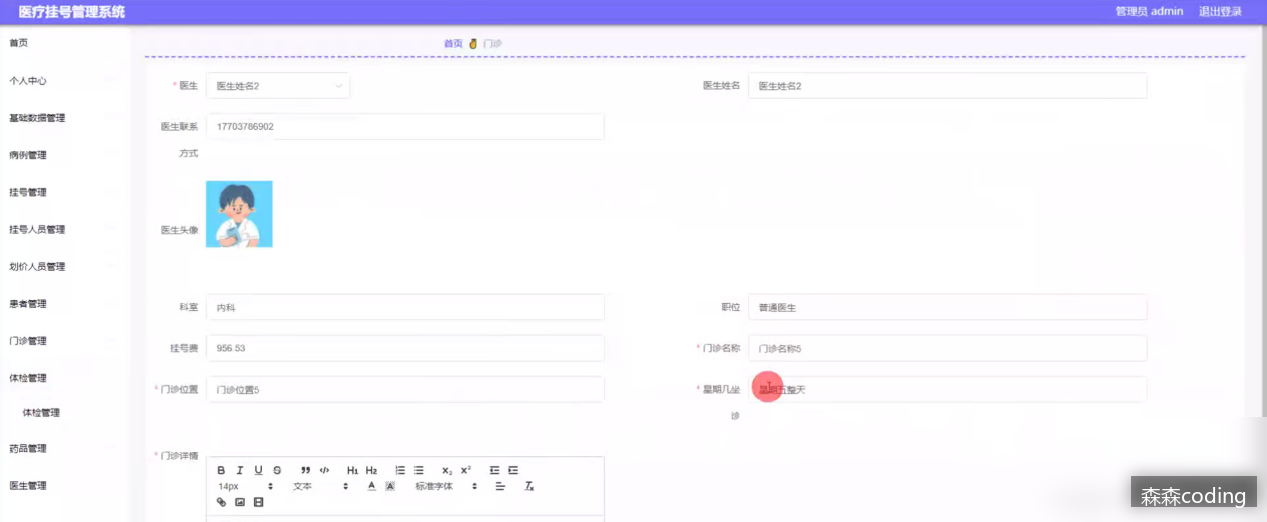 医疗挂号管理系统
管理员 admin 退出登录
首页
个人中心
基础数据管理
病例管理
挂号管理
挂号人员管理
划价人员管理
患者管理
门诊管理
体检管理
体检管理
药品管理
医生管理
首页 门诊
* 医生 医生姓名2
医生姓名 医生姓名2
医生联系
方式
17703786902
医生头像
科室 内科
职位 普通医生
挂号费 956.53
* 门诊名称 门诊名称5
* 门诊位置 门诊位置5
* 星期几坐
诊
星期五整天
* 门诊详情
B I U S ” </> H1 H2 x₂ x²
14px 文本 A A 标准字体 Tx
森森coding